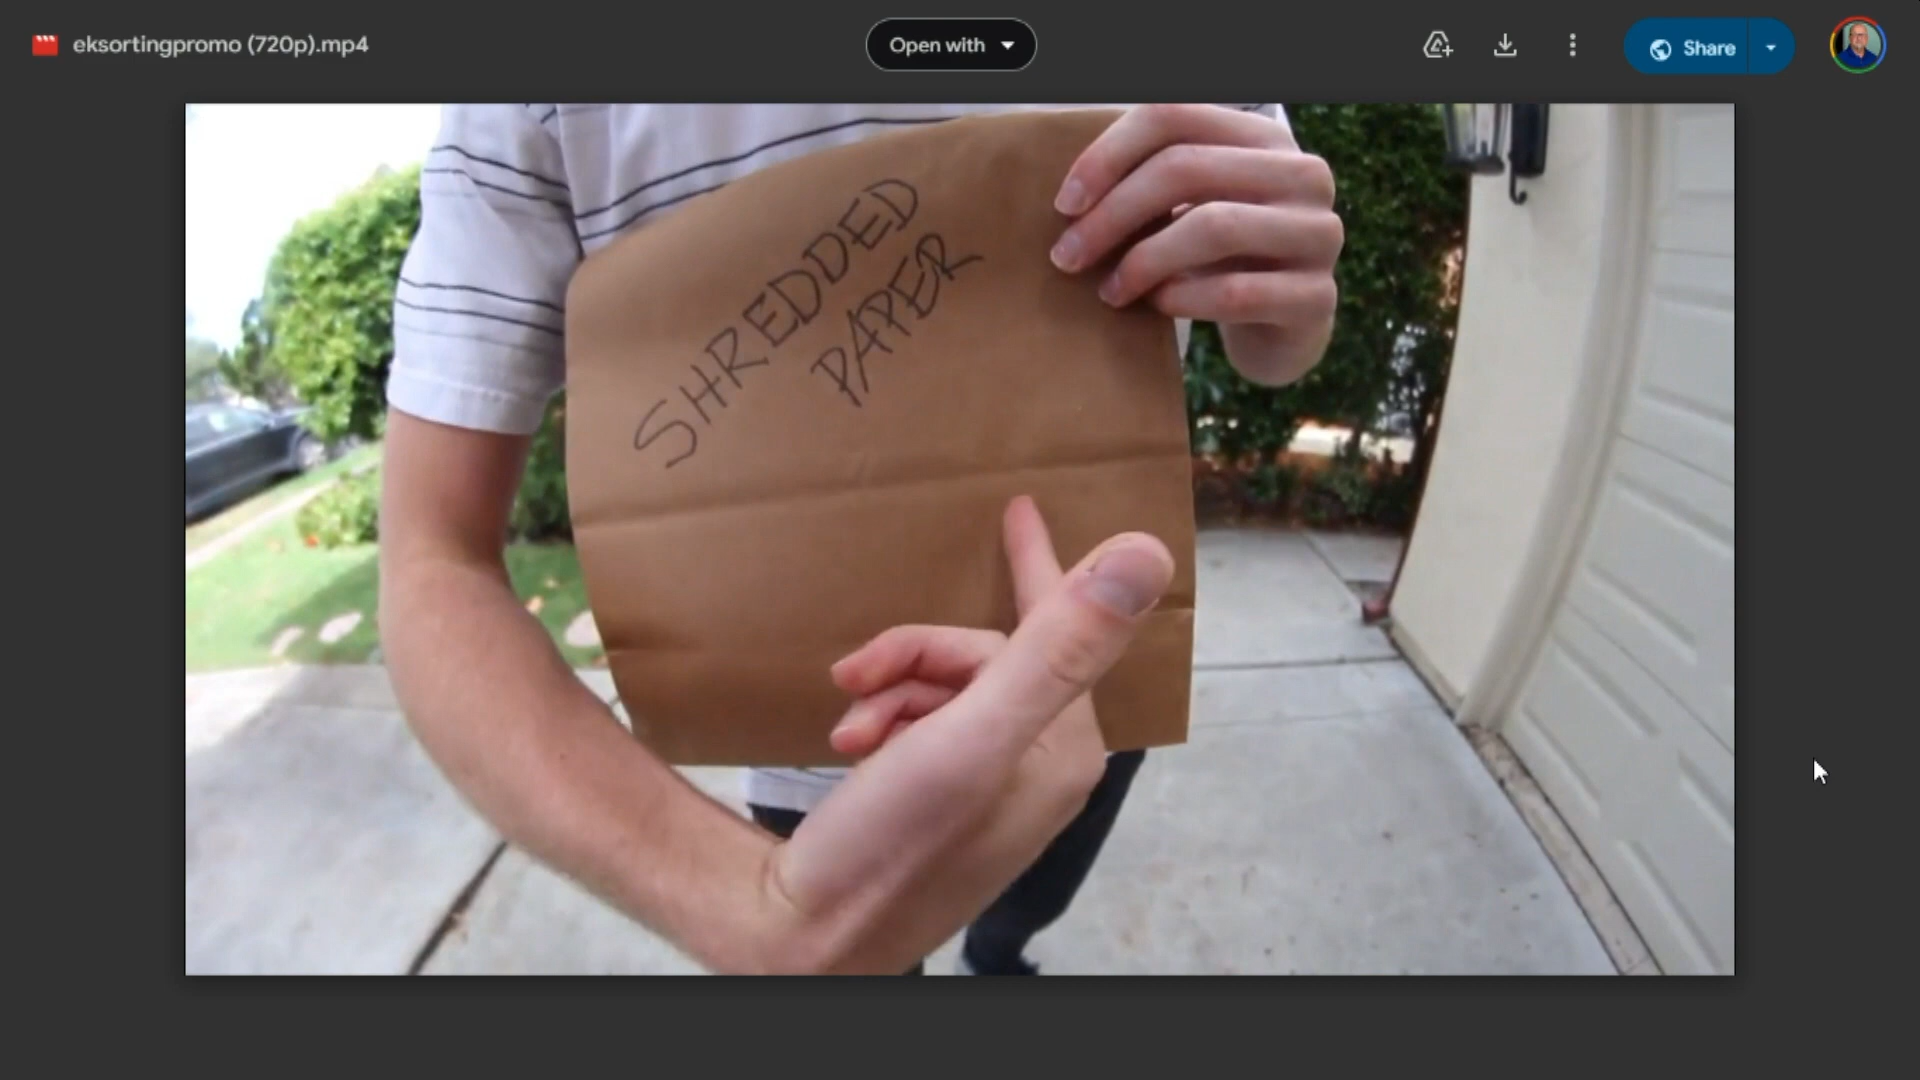 eksortingpromo (720p).mp4
Open with
Share
SHREDDED
PAPER